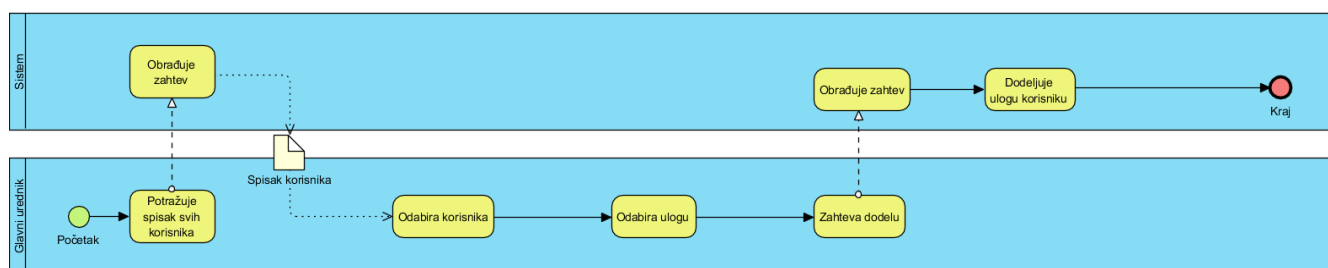 Sistem
Obrađuje
zahtev
Obrađuje zahtev
Dodeljuje
ulogu korisniku
Kraj
Spisak korisnika
Glavni urednik
Početak
Potražuje
spisak svih
korisnika
Odabira korisnika
Odabira ulogu
Zahteva dodelu